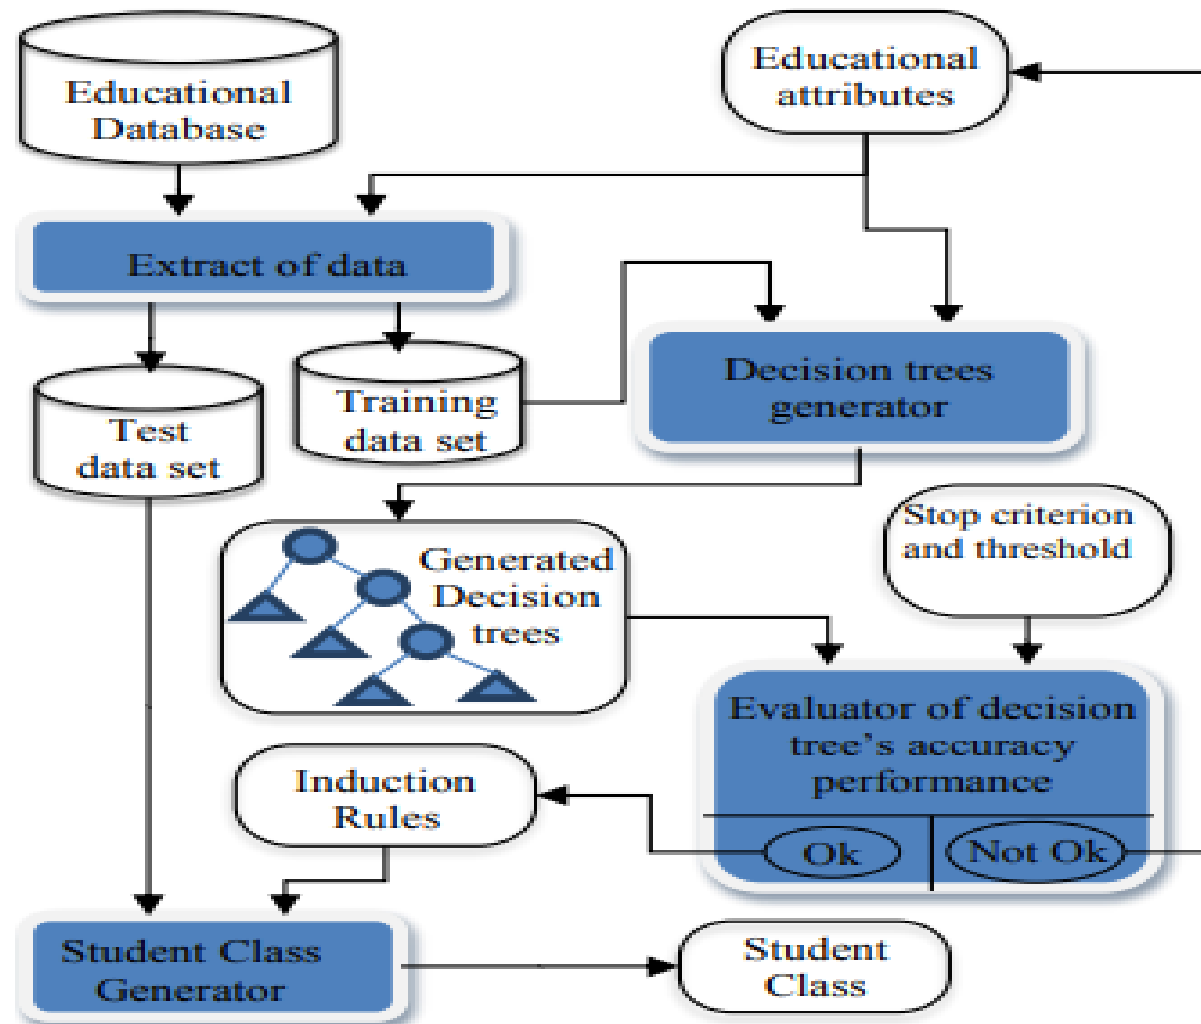 Educational
Database
Educational
attributes
Extract of data
Decision trees
generator
Training
data set
Test
data set
Stop criterion
and threshold
Generated
Decision
trees
Evaluator of decision
tree's accuracy
performance
Ok
Not Ok
Induction
Rules
Student Class
Generator
Student
Class